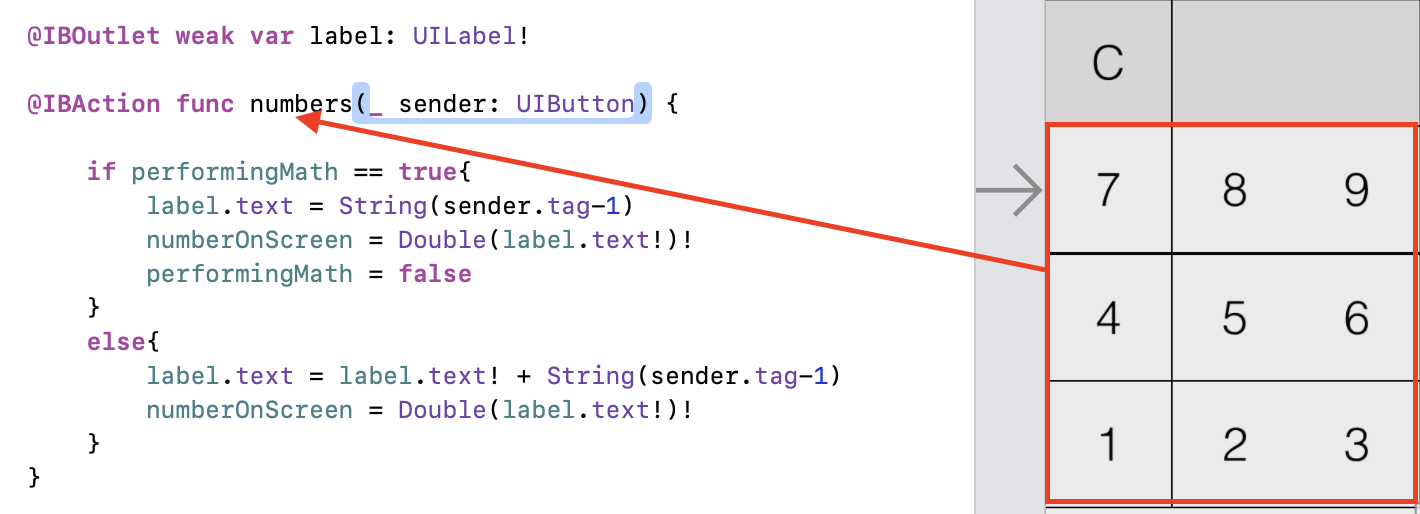 @IBOutlet weak var label: UILabel!
@IBAction func numbers(_ sender: UIButton) {
if performingMath == true{
label.text = String(sender.tag-1)
numberOnScreen = Double(label.text!)!
performingMath = false
}
else{
label.text = label.text! + String(sender.tag-1)
numberOnScreen = Double(label.text!)!
}
}
C
7 8 9
4 5 6
1 2 3